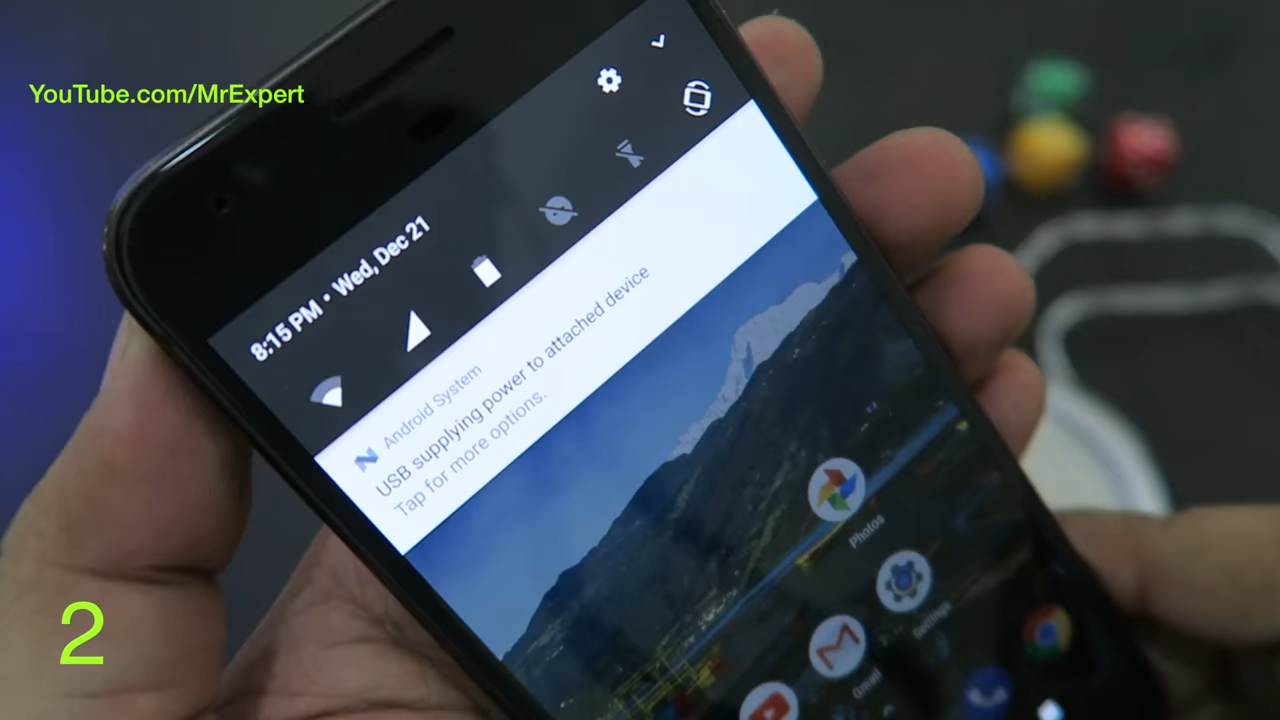 YouTube.com/MrExpert
8:15 PM • Wed, Dec 21
Android System
USB supplying power to attached device
Tap for more options.
Photos
Settings
Gmail
2